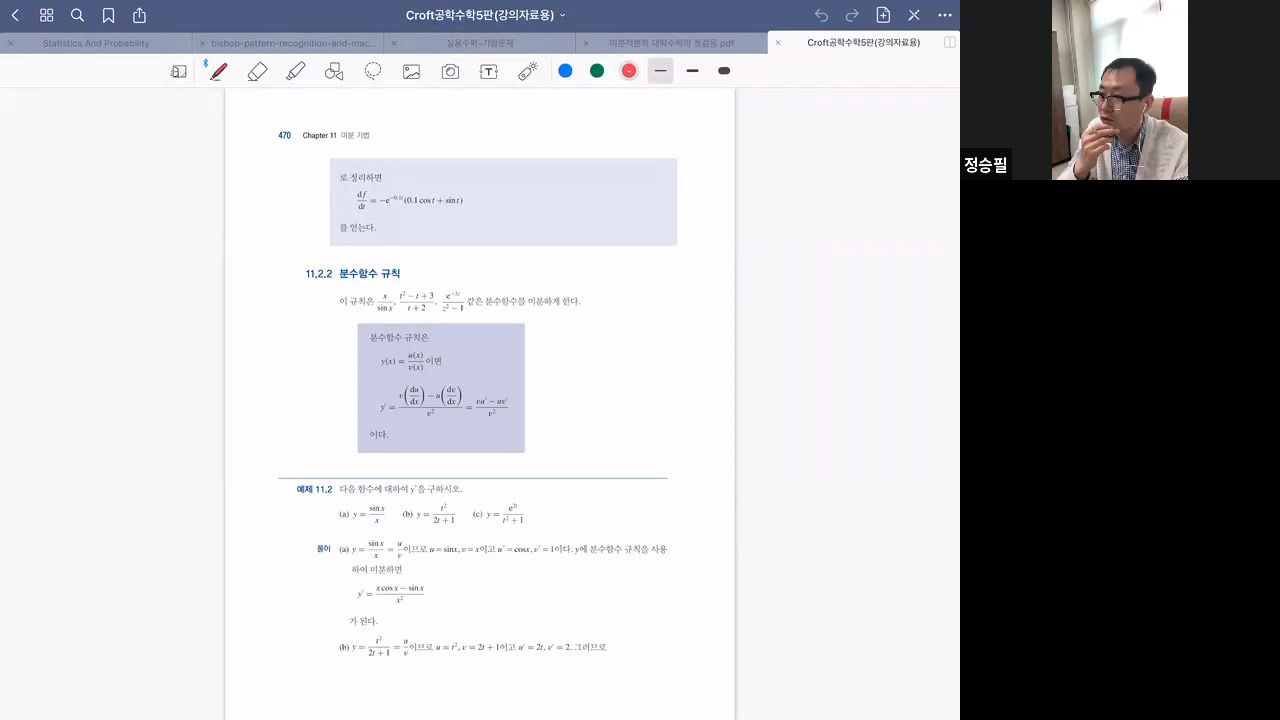 Croft공학수학5판(강의자료용)
Statistics And Probability
bishop-pattern-recognition-and-mac...
실용수학-기말문제
미분적분학 대학수학의 첫걸음.pdf
Croft공학수학5판(강의자료용)
정승필
470 Chapter 11 미분 기법
로 정리하면
df/dt = −e^{−0.1t}(0.1 cos t + sin t)
를 얻는다.
11.2.2 분수함수 규칙
이 규칙은 x/sin x, (t² − t + 3)/(t + 2), e^{−3z}/(z² − 1) 같은 분수함수를 미분하게 한다.
분수함수 규칙은
y(x) = u(x)/v(x) 이면
y′ = (v(du/dx) − u(dv/dx))/v² = (vu′ − uv′)/v²
이다.
예제 11.2 다음 함수에 대하여 y′을 구하시오.
(a) y = sin x/x (b) y = t²/(2t + 1) (c) y = e^{2t}/(t² + 1)
풀이 (a) y = sin x/x = u/v 이므로 u = sinx, v = x이고 u′ = cosx, v′ = 1이다. y에 분수함수 규칙을 사용
하여 미분하면
y′ = (x cos x − sin x)/x²
가 된다.
(b) y = t²/(2t + 1) = u/v 이므로 u = t², v = 2t + 1이고 u′ = 2t, v′ = 2. 그러므로